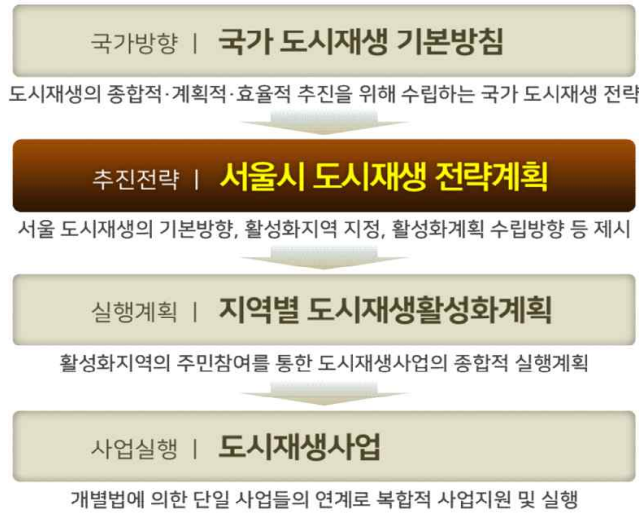 국가방향 | 국가 도시재생 기본방침
도시재생의 종합적·계획적·효율적 추진을 위해 수립하는 국가 도시재생 전략
추진전략 | 서울시 도시재생 전략계획
서울 도시재생의 기본방향, 활성화지역 지정, 활성화계획 수립방향 등 제시
실행계획 | 지역별 도시재생활성화계획
활성화지역의 주민참여를 통한 도시재생사업의 종합적 실행계획
사업실행 | 도시재생사업
개별법에 의한 단일 사업들의 연계로 복합적 사업지원 및 실행